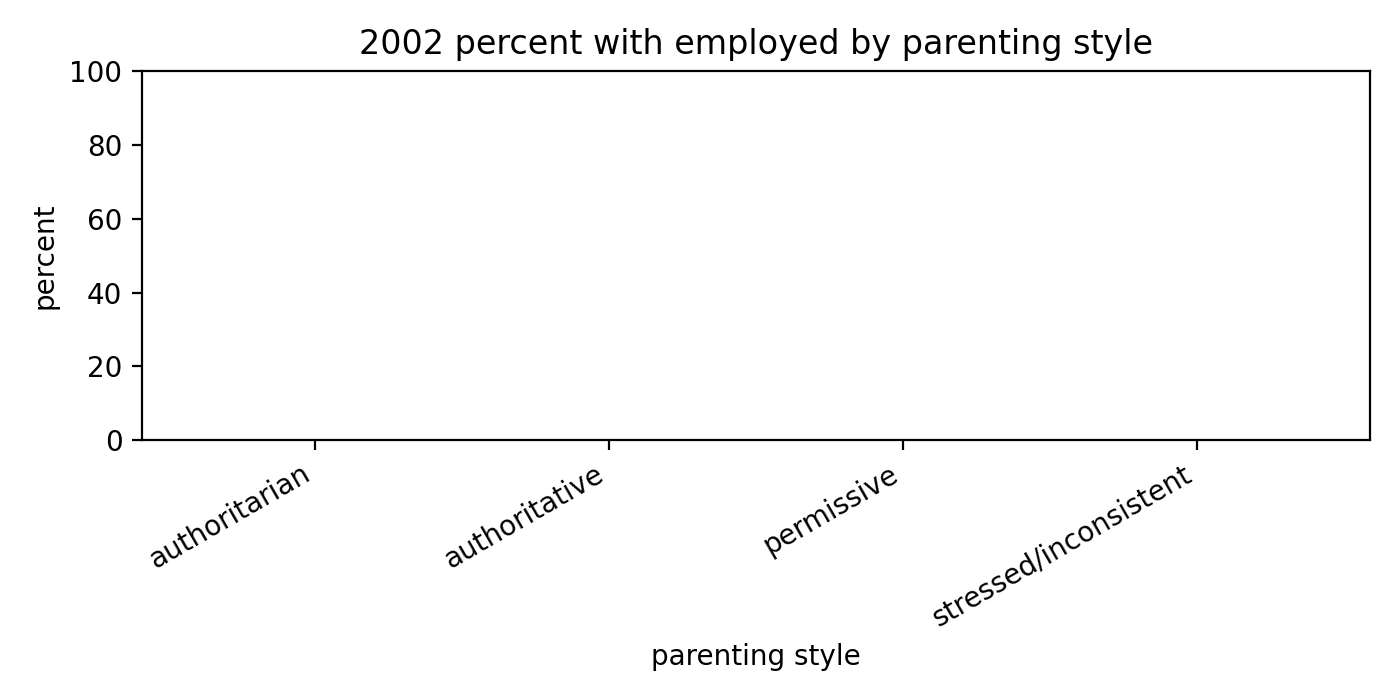 2002 percent with employed by parenting style
100
80
60
40
20
0
percent
authoritarian
authoritative
permissive
stressed/inconsistent
parenting style